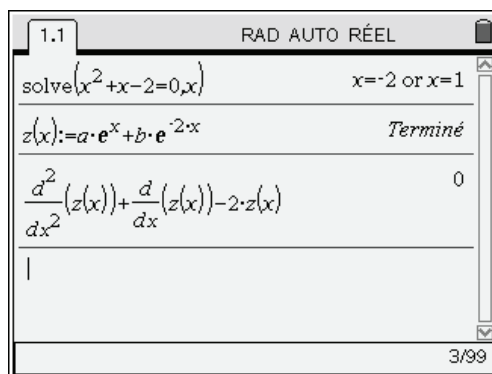 1.1 RAD AUTO RÉEL
solve(x²+x-2=0,x) x=-2 or x=1
z(x):=a·e^x+b·e^-2·x Terminé
d²/dx²(z(x))+d/dx(z(x))-2·z(x) 0
3/99